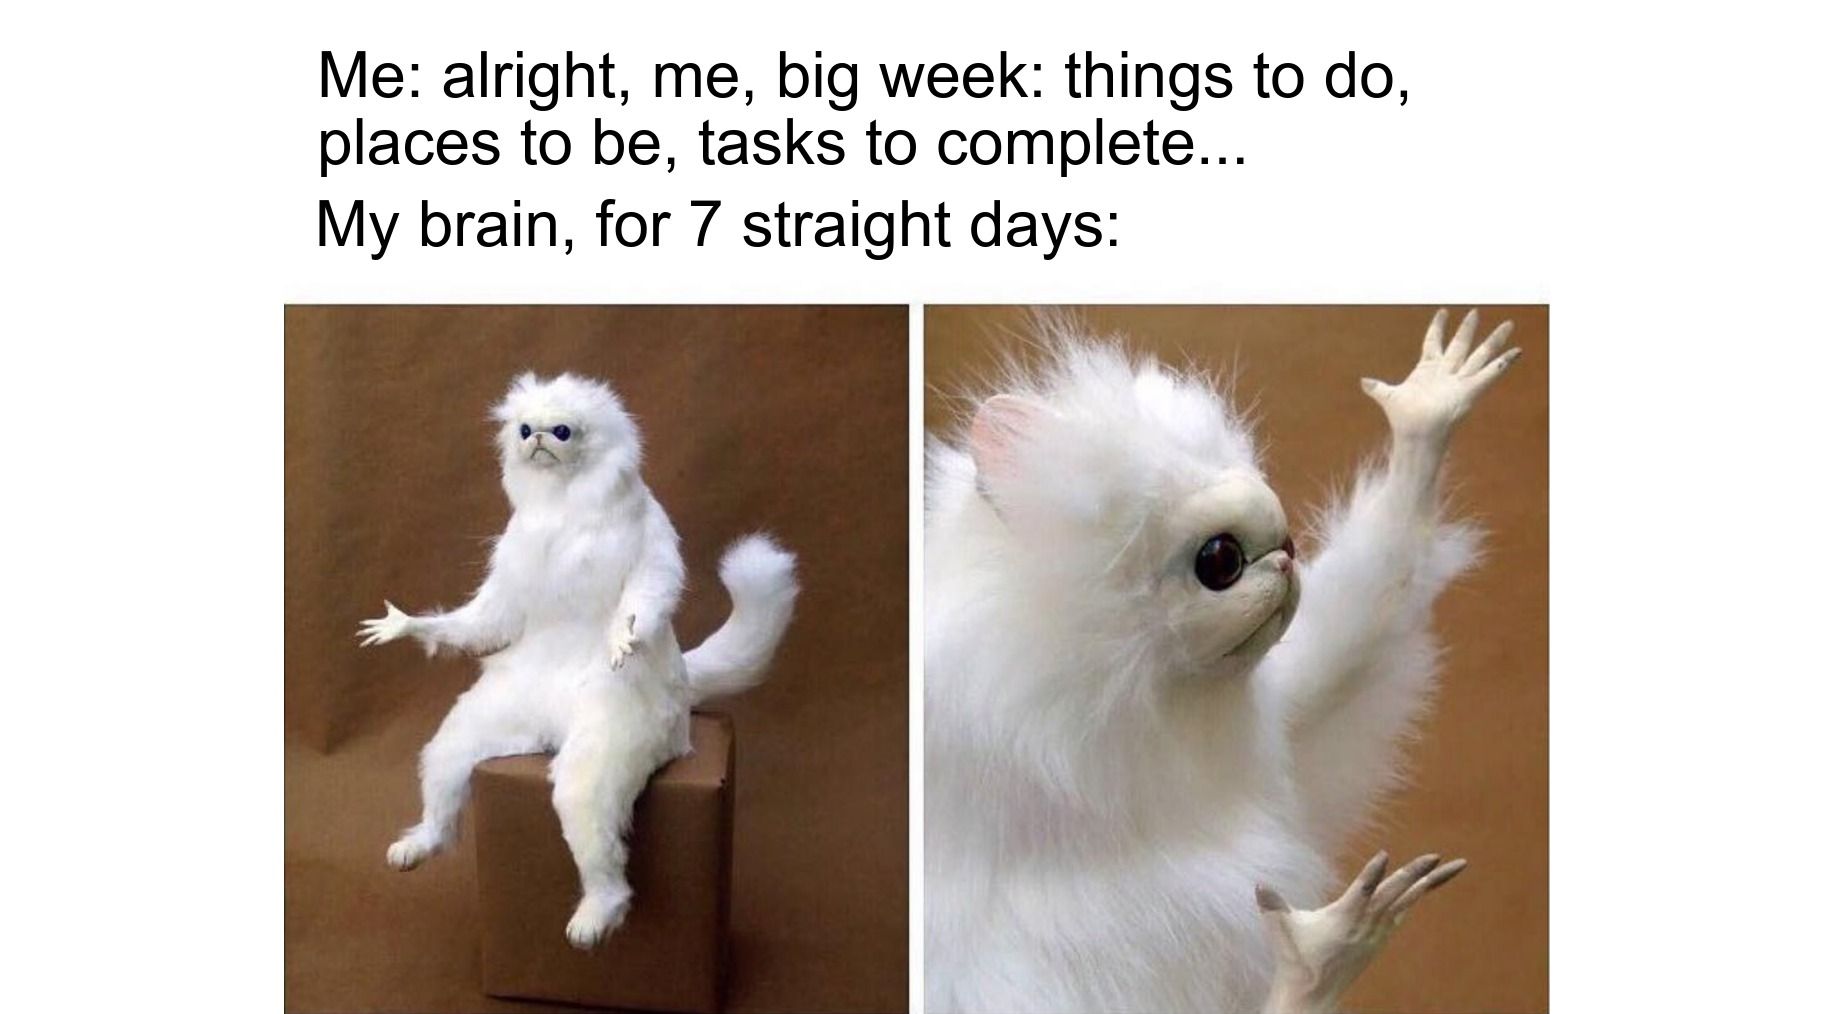 Me: alright, me, big week: things to do,
places to be, tasks to complete...
My brain, for 7 straight days: